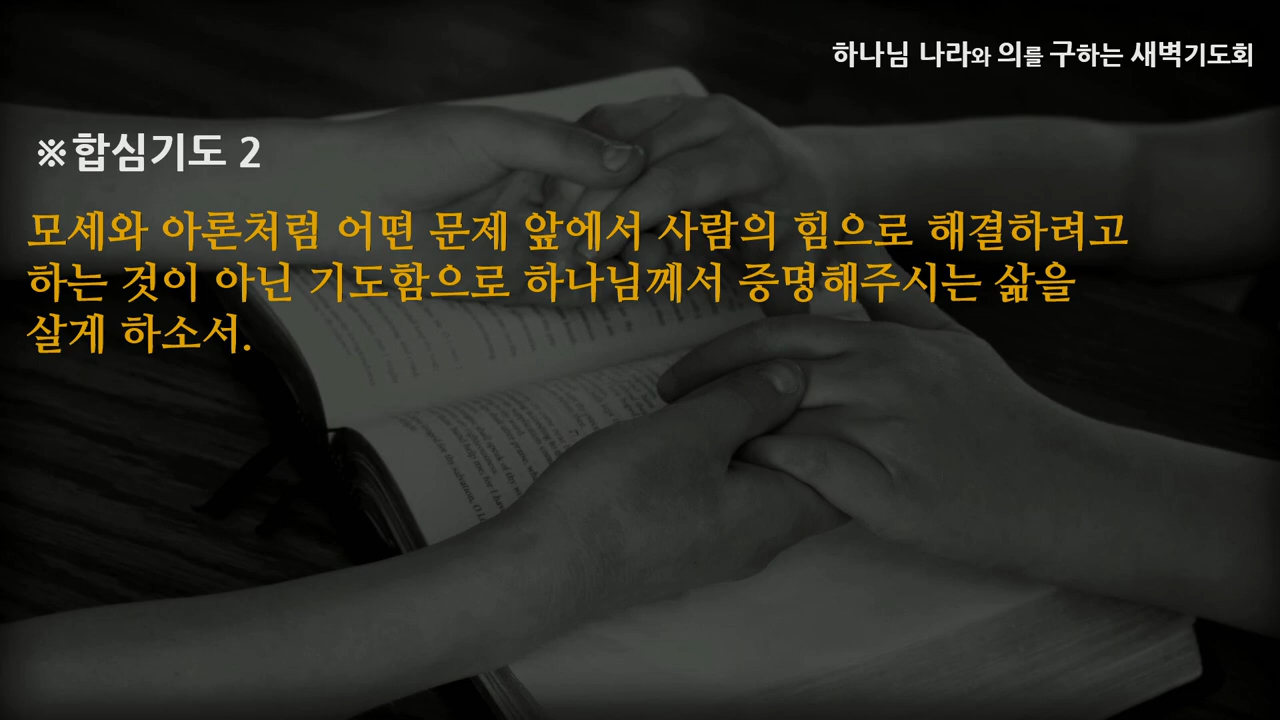 하나님 나라와 의를 구하는 새벽기도회
※합심기도 2
모세와 아론처럼 어떤 문제 앞에서 사람의 힘으로 해결하려고
하는 것이 아닌 기도함으로 하나님께서 증명해주시는 삶을
살게 하소서.